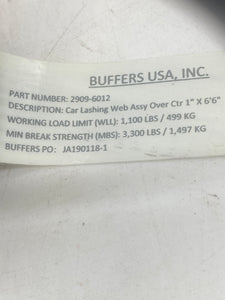 BUFFERS USA, INC.
PART NUMBER: 2909-6012
DESCRIPTION: Car Lashing Web Assy Over Ctr 1" X 6'6"
WORKING LOAD LIMIT (WLL): 1,100 LBS / 499 KG
MIN BREAK STRENGTH (MBS): 3,300 LBS / 1,497 KG
BUFFERS PO: JA190118-1